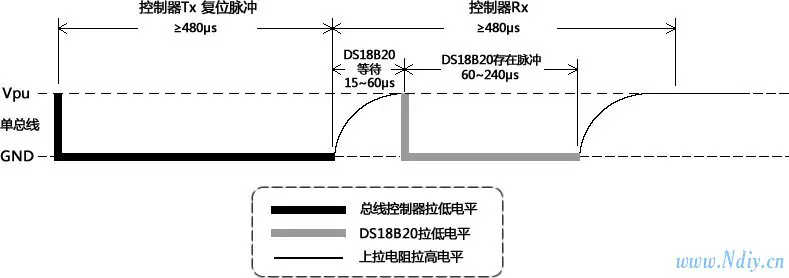 控制器Tx 复位脉冲
≥480μs
控制器Rx
≥480μs
DS18B20
等待
15~60μs
DS18B20存在脉冲
60~240μs
Vpu
单总线
GND
总线控制器拉低电平
DS18B20拉低电平
上拉电阻拉高电平
www.Ndiy.cn